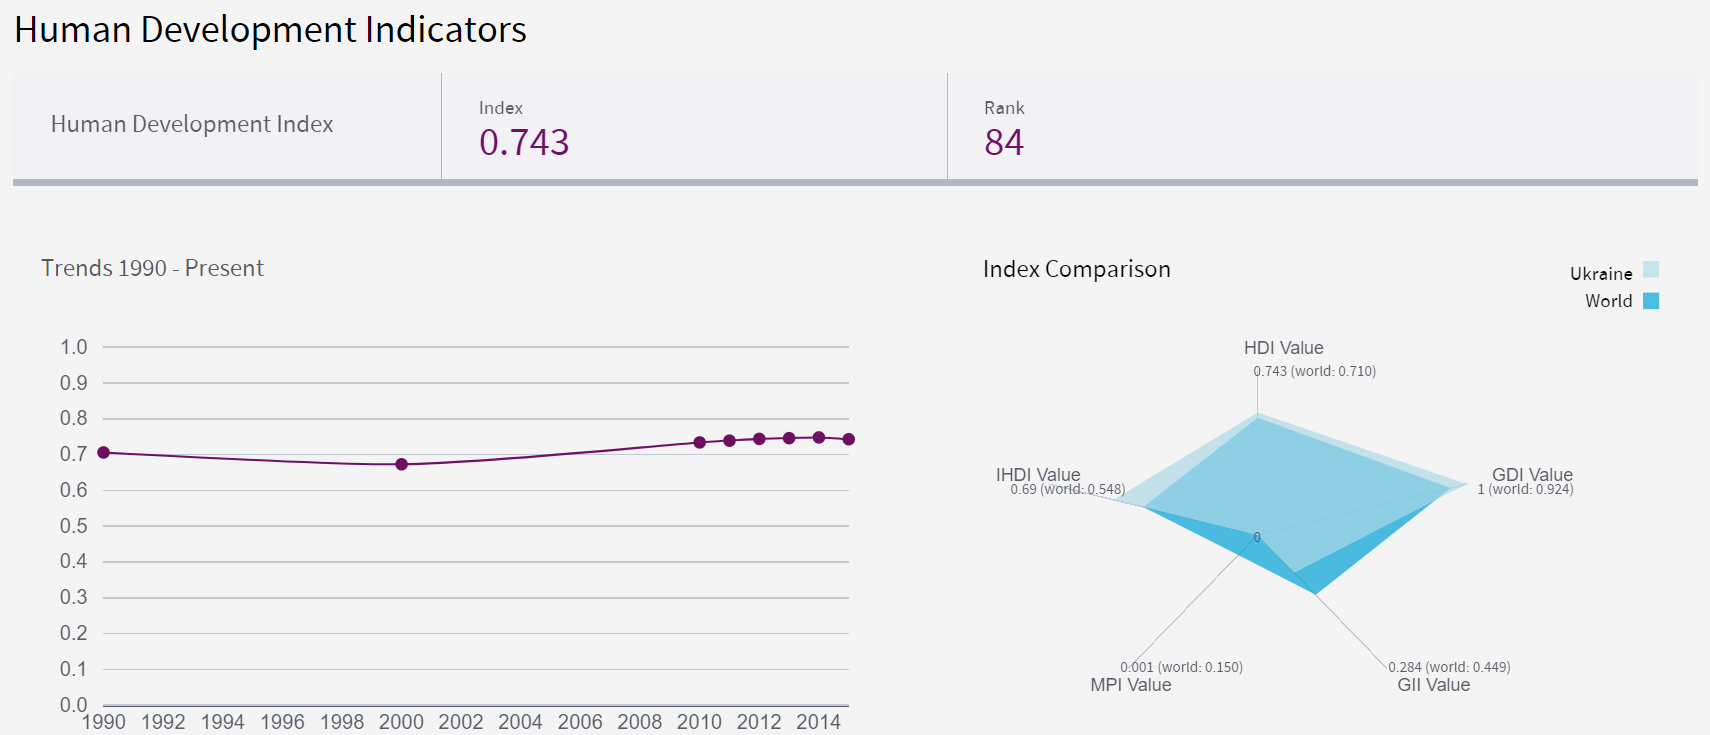 Human Development Indicators
Human Development Index
Index
0.743
Rank
84
Trends 1990 - Present
1.0
0.9
0.8
0.7
0.6
0.5
0.4
0.3
0.2
0.1
0.0
1990 1992 1994 1996 1998 2000 2002 2004 2006 2008 2010 2012 2014
Index Comparison
Ukraine
World
HDI Value
0.743 (world: 0.710)
IHDI Value
0.69 (world: 0.548)
GDI Value
1 (world: 0.924)
0
0.001 (world: 0.150)
MPI Value
0.284 (world: 0.449)
GII Value